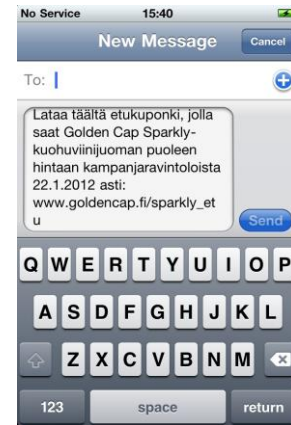 No Service 15:40
New Message Cancel
To:
Lataa täältä etukuponki, jolla
saat Golden Cap Sparkly-
kuohuviinijuoman puoleen
hintaan kampanjaravintoloista
22.1.2012 asti:
www.goldencap.fi/sparkly_et
u
Send
Q W E R T Y U I O P
A S D F G H J K L
Z X C V B N M
123 space return